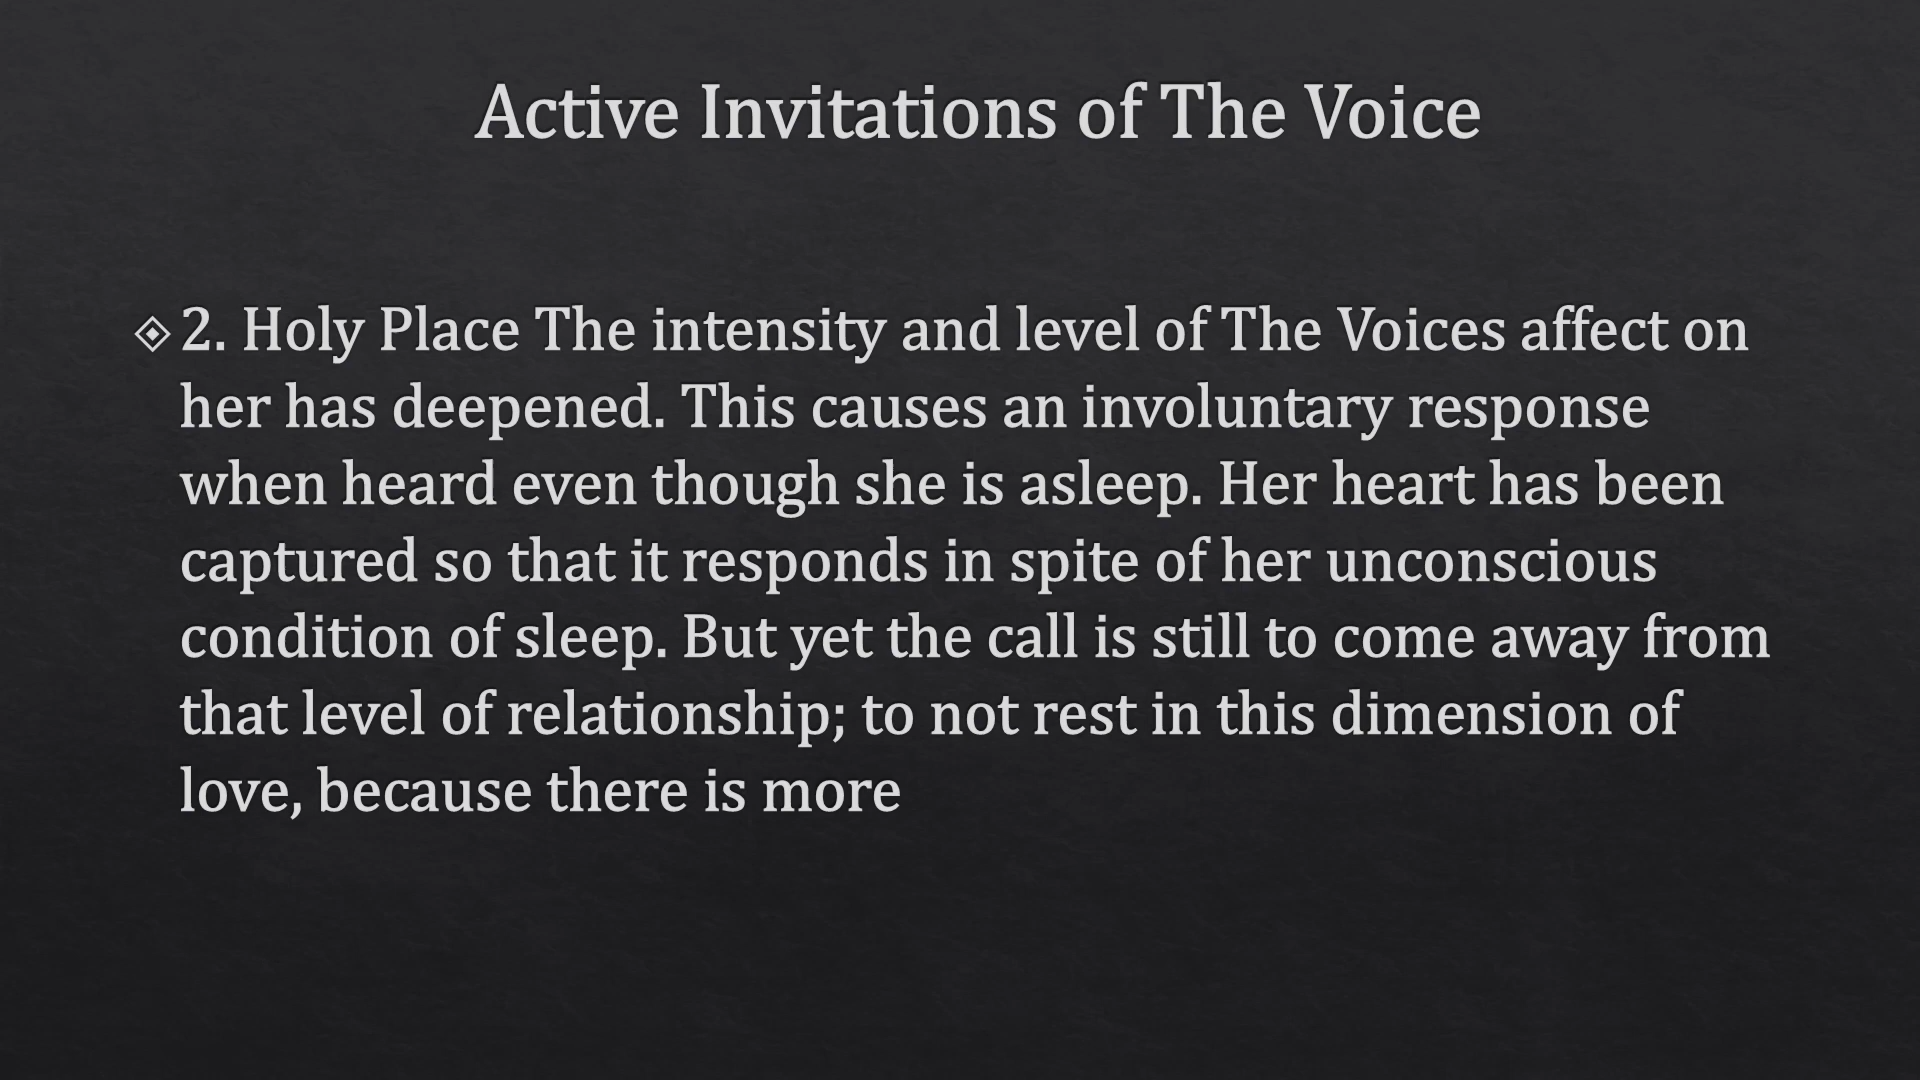 Active Invitations of The Voice
2. Holy Place The intensity and level of The Voices affect on
her has deepened. This causes an involuntary response
when heard even though she is asleep. Her heart has been
captured so that it responds in spite of her unconscious
condition of sleep. But yet the call is still to come away from
that level of relationship; to not rest in this dimension of
love, because there is more